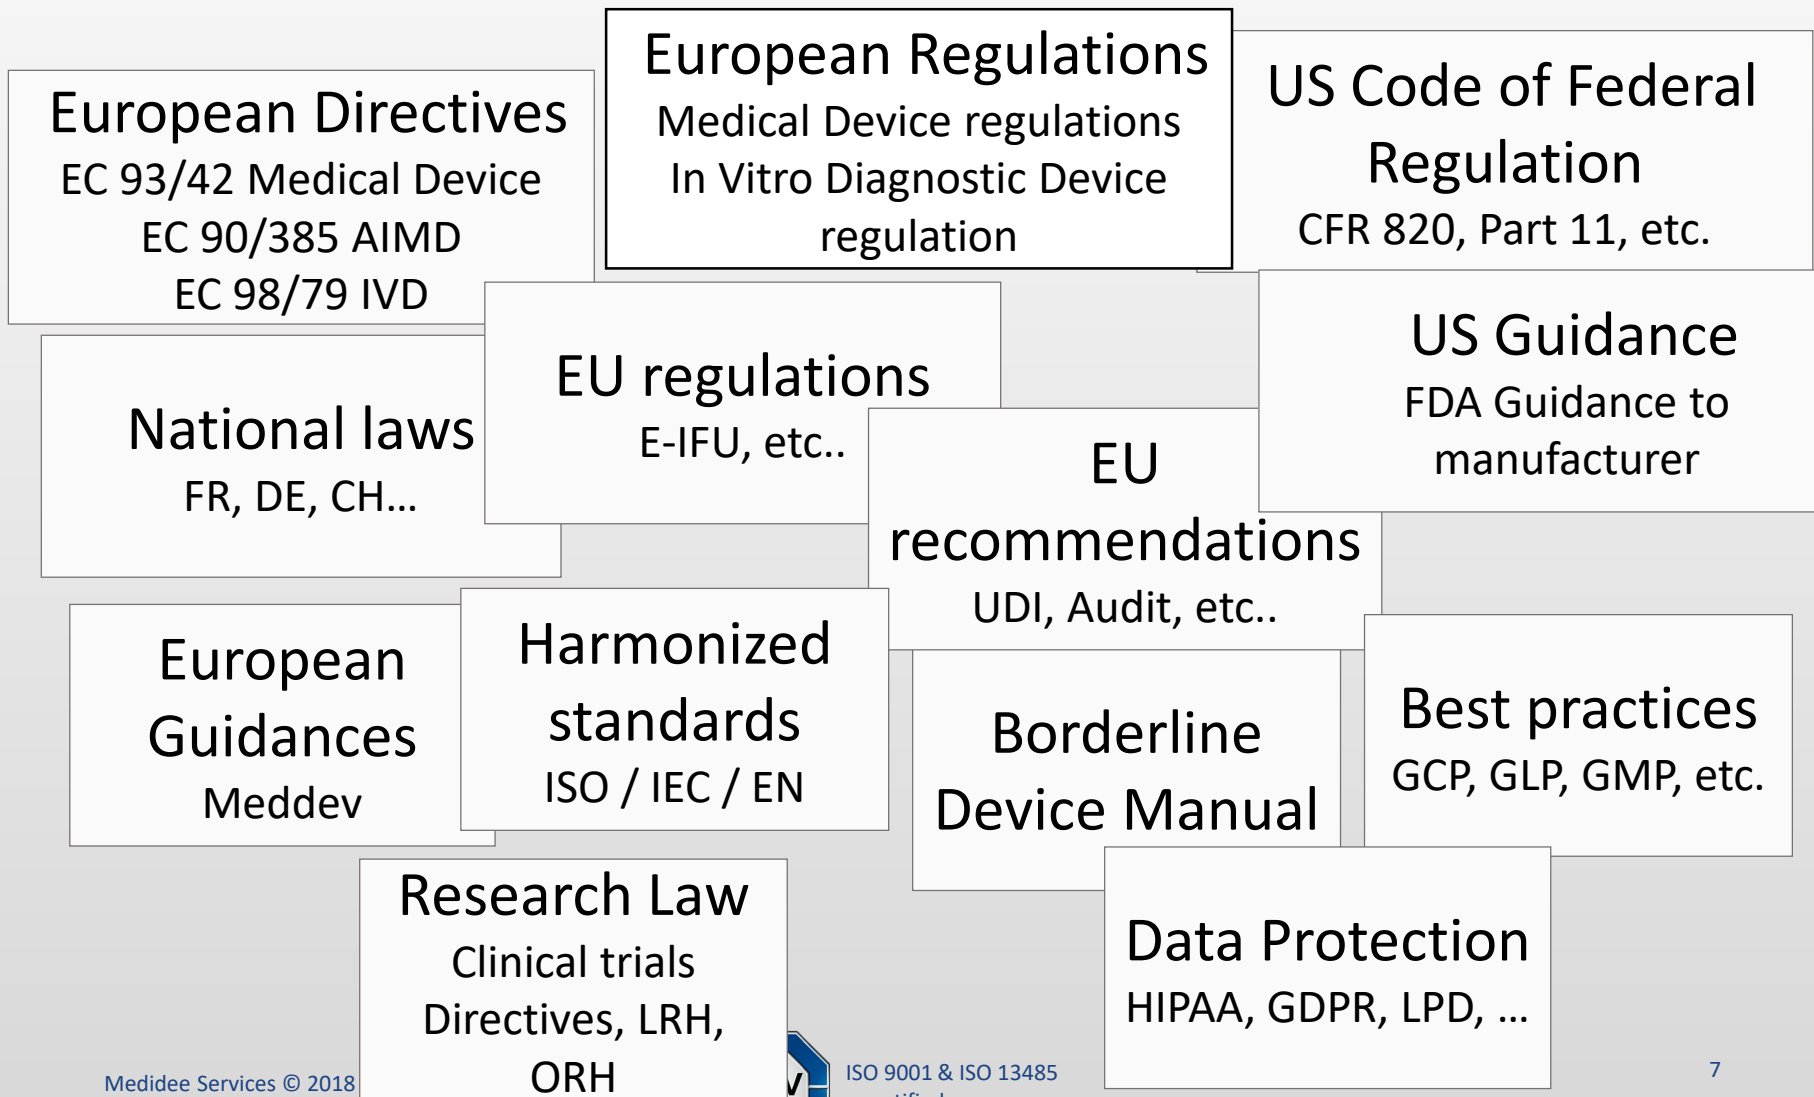 European Directives
EC 93/42 Medical Device
EC 90/385 AIMD
EC 98/79 IVD
European Regulations
Medical Device regulations
In Vitro Diagnostic Device
regulation
US Code of Federal
Regulation
CFR 820, Part 11, etc.
National laws
FR, DE, CH…
EU regulations
E-IFU, etc..
EU
recommendations
UDI, Audit, etc..
US Guidance
FDA Guidance to
manufacturer
European
Guidances
Meddev
Harmonized
standards
ISO / IEC / EN
Borderline
Device Manual
Best practices
GCP, GLP, GMP, etc.
Research Law
Clinical trials
Directives, LRH,
ORH
Data Protection
HIPAA, GDPR, LPD, …
Medidee Services © 2018
ISO 9001 & ISO 13485
7